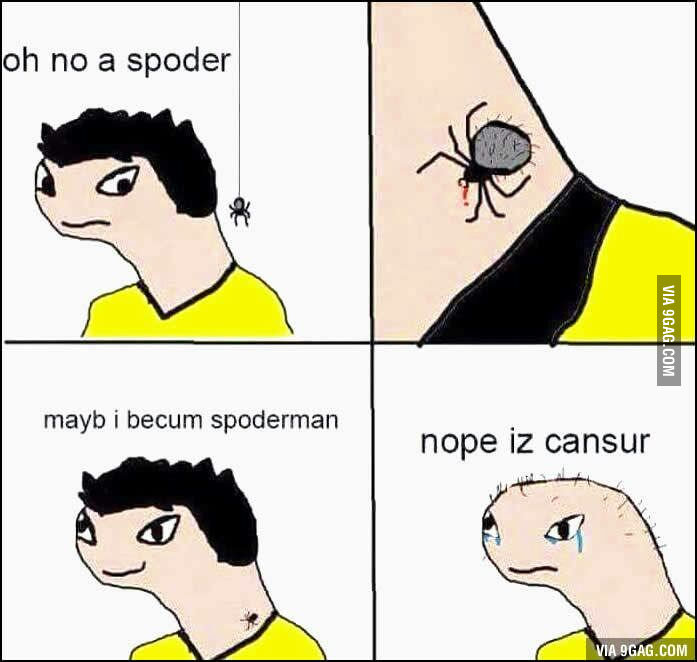 oh no a spoder
VIA 9GAG.COM
mayb i becum spoderman
nope iz cansur
VIA 9GAG.COM